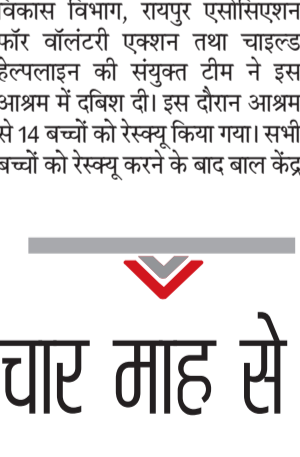 विकास विभाग, रायपुर एसोसिएशन
फॉर वॉलंटरी एक्शन तथा चाइल्ड
हेल्पलाइन की संयुक्त टीम ने इस
आश्रम में दबिश दी। इस दौरान आश्रम
से 14 बच्चों को रेस्क्यू किया गया। सभी
बच्चों को रेस्क्यू करने के बाद बाल केंद्र
चार माह से